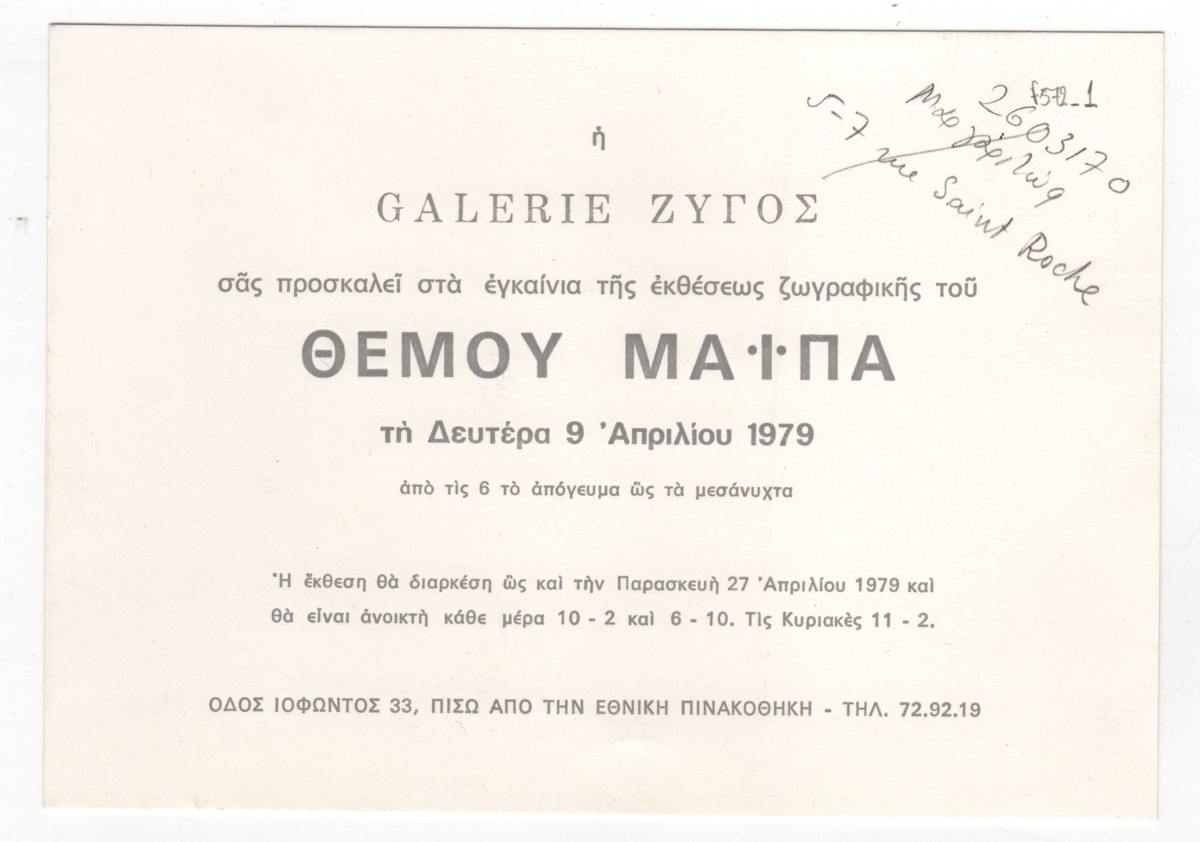 f572_1
2603170
5-7 rue Saint Roche
ἡ
GALERIE ΖΥΓΟΣ
σᾶς προσκαλεῖ στὰ ἐγκαίνια τῆς ἐκθέσεως ζωγραφικῆς τοῦ
ΘΕΜΟΥ ΜΑΪΠΑ
τὴ Δευτέρα 9 Ἀπριλίου 1979
ἀπὸ τὶς 6 τὸ ἀπόγευμα ὣς τὰ μεσάνυχτα
Ἡ ἔκθεση θὰ διαρκέση ὣς καὶ τὴν Παρασκευὴ 27 Ἀπριλίου 1979 καὶ
θὰ εἶναι ἀνοικτὴ κάθε μέρα 10 - 2 καὶ 6 - 10. Τὶς Κυριακὲς 11 - 2.
ΟΔΟΣ ΙΟΦΩΝΤΟΣ 33, ΠΙΣΩ ΑΠΟ ΤΗΝ ΕΘΝΙΚΗ ΠΙΝΑΚΟΘΗΚΗ - ΤΗΛ. 72.92.19